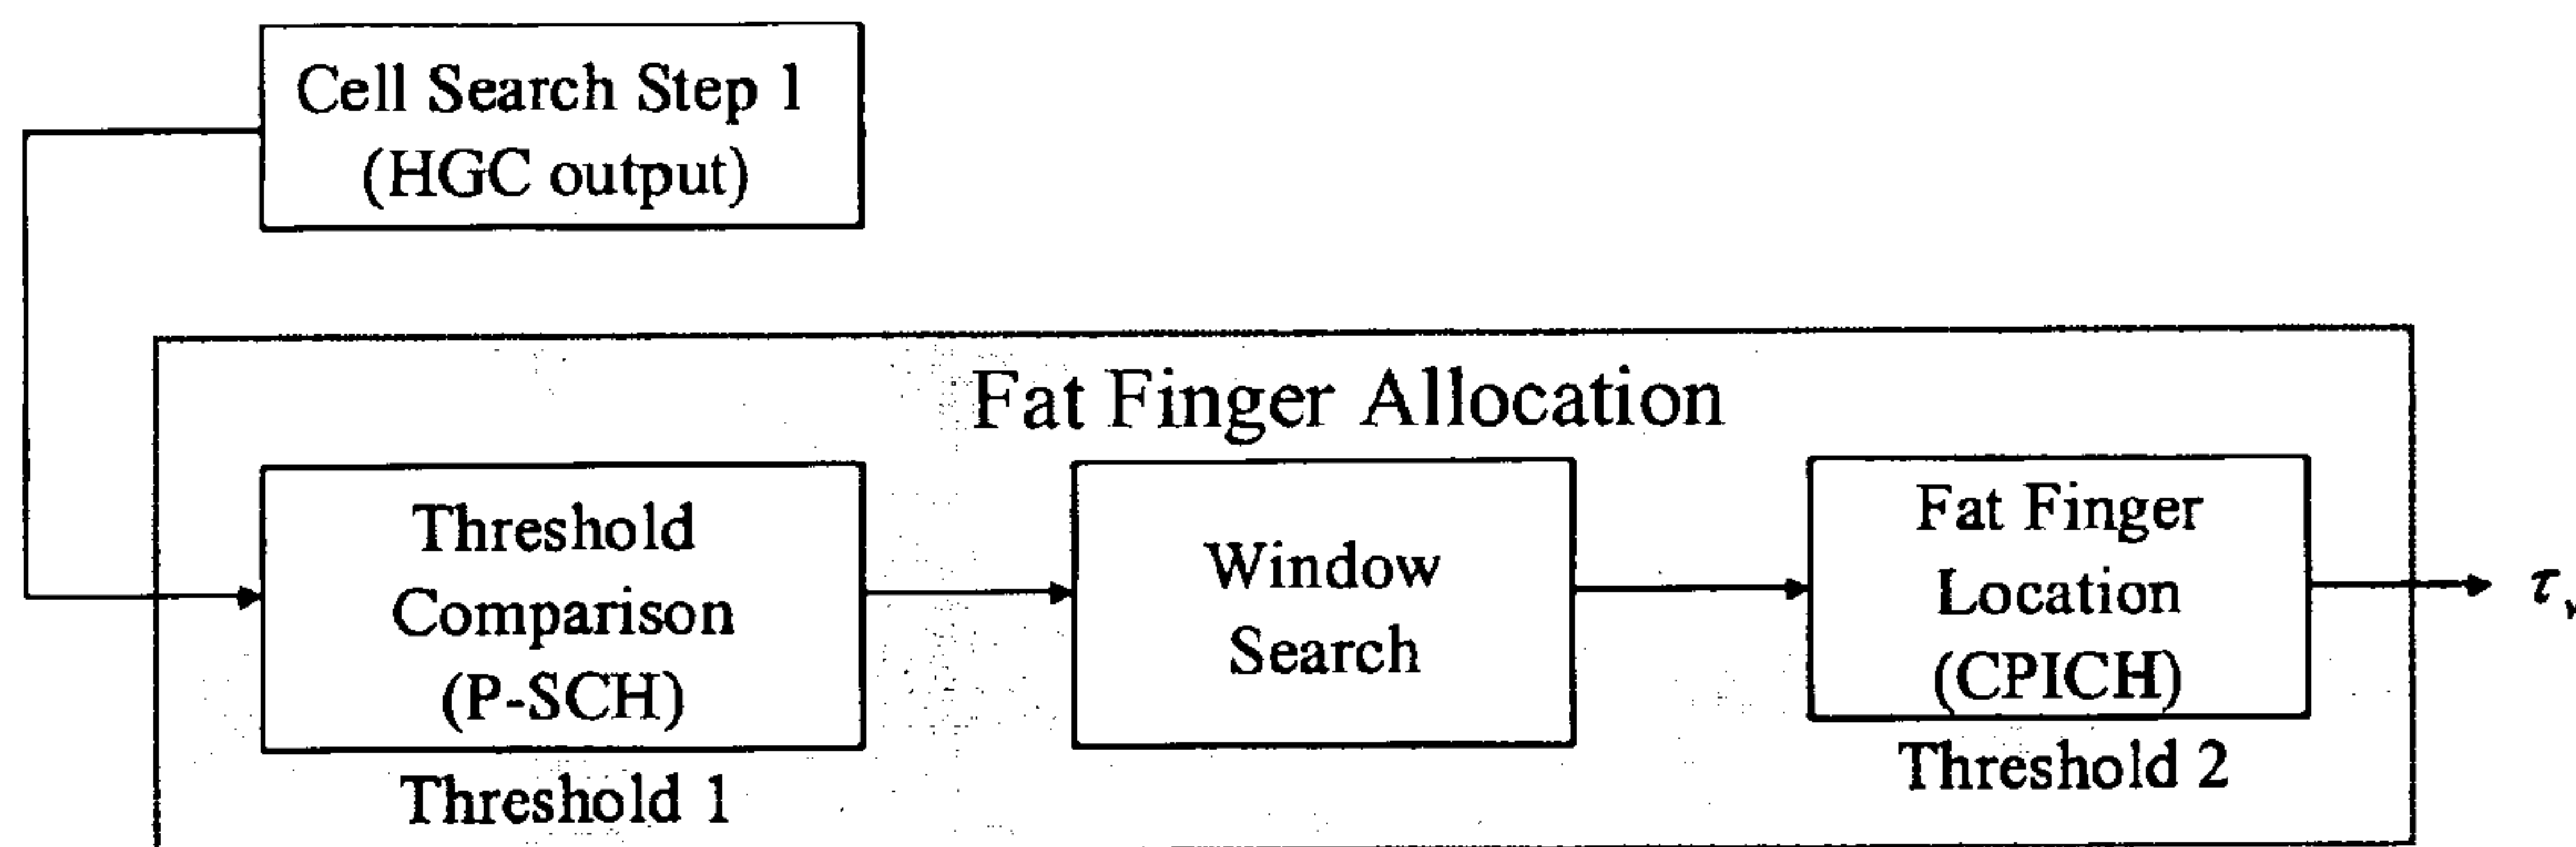 Cell Search Step 1
(HGC output)
Fat Finger Allocation
Threshold
Comparison
(P-SCH)
Threshold 1
Window
Search
Fat Finger
Location
(CPICH)
Threshold 2
τ